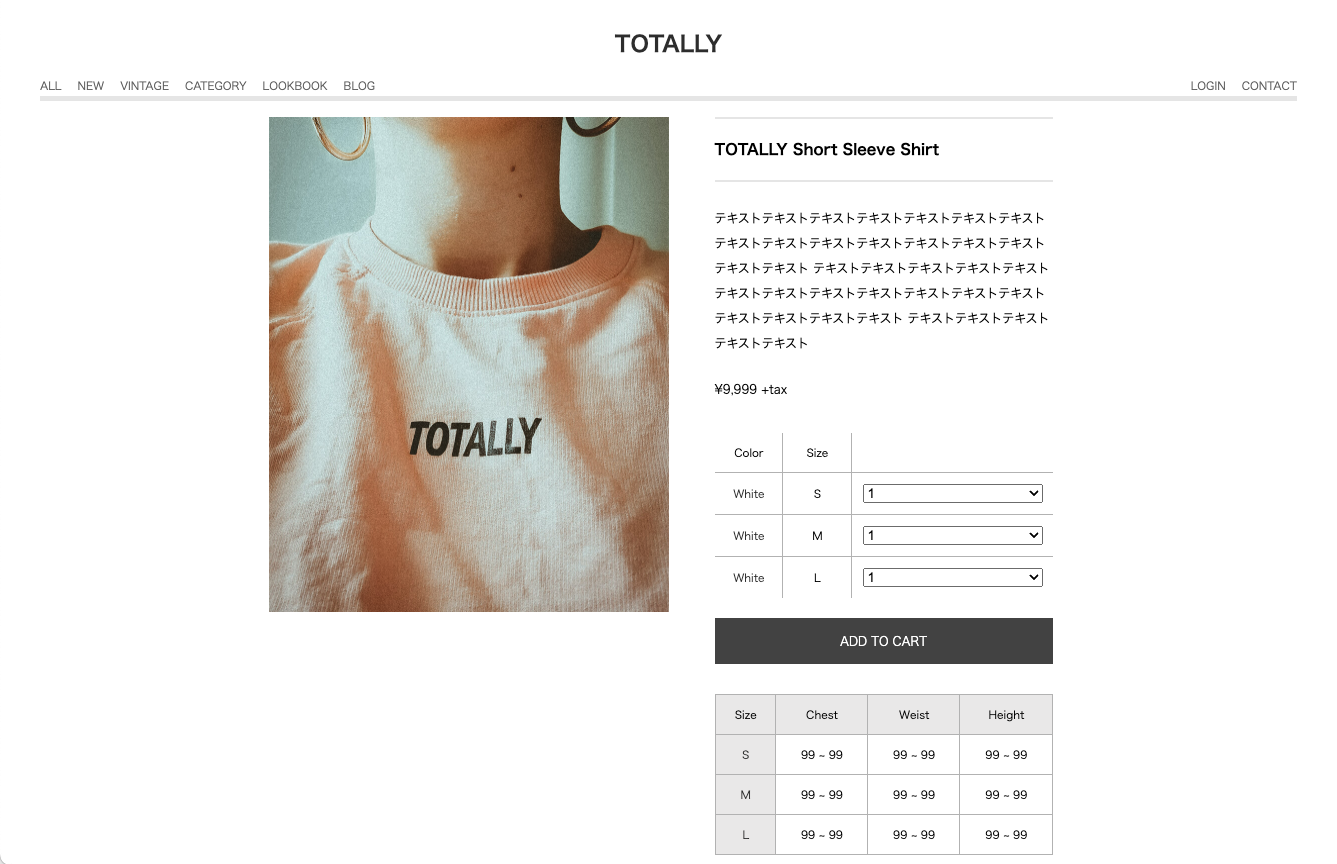 TOTALLY
ALL NEW VINTAGE CATEGORY LOOKBOOK BLOG LOGIN CONTACT
TOTALLY
TOTALLY Short Sleeve Shirt
テキストテキストテキストテキストテキストテキストテキスト
テキストテキストテキストテキストテキストテキストテキスト
テキストテキスト テキストテキストテキストテキストテキスト
テキストテキストテキストテキストテキストテキストテキスト
テキストテキストテキストテキスト テキストテキストテキスト
テキストテキスト
¥9,999 +tax
Color Size
White S 1
White M 1
White L 1
ADD TO CART
Size Chest Weist Height
S 99 ~ 99 99 ~ 99 99 ~ 99
M 99 ~ 99 99 ~ 99 99 ~ 99
L 99 ~ 99 99 ~ 99 99 ~ 99